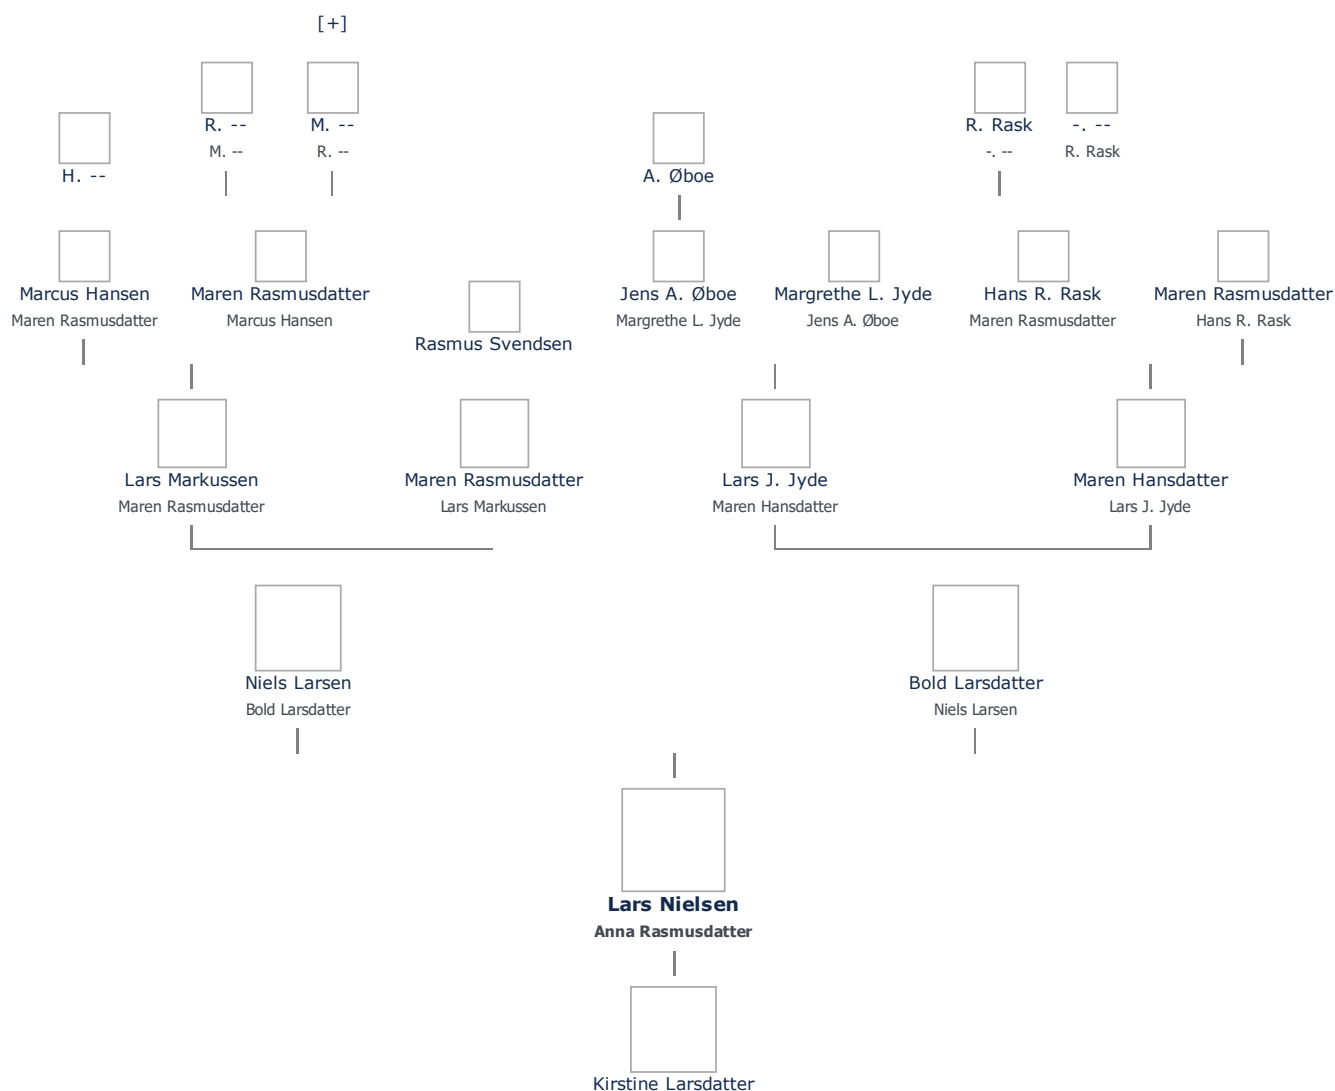 [+]
R. --
M. --
M. --
R. --
R. Rask
-. --
-. --
R. Rask
H. --
A. Øboe
Marcus Hansen
Maren Rasmusdatter
Maren Rasmusdatter
Marcus Hansen
Rasmus Svendsen
Jens A. Øboe
Margrethe L. Jyde
Margrethe L. Jyde
Jens A. Øboe
Hans R. Rask
Maren Rasmusdatter
Maren Rasmusdatter
Hans R. Rask
Lars Markussen
Maren Rasmusdatter
Maren Rasmusdatter
Lars Markussen
Lars J. Jyde
Maren Hansdatter
Maren Hansdatter
Lars J. Jyde
Niels Larsen
Bold Larsdatter
Bold Larsdatter
Niels Larsen
Lars Nielsen
Anna Rasmusdatter
Kirstine Larsdatter